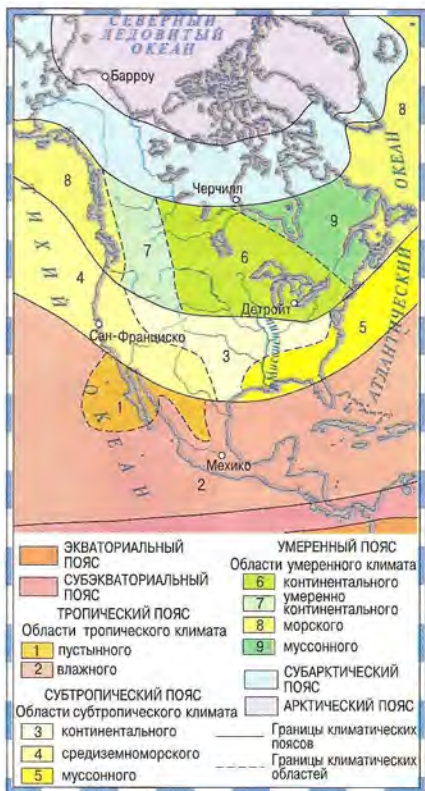 СЕВЕРНЫЙ
ЛЕДОВИТЫЙ
ОКЕАН
Барроу
8
Черчилл
ОКЕАН
8
9
7
6
ТИХИЙ
4
Детройт
АТЛАНТИЧЕСКИЙ
5
Сан-Франциско
3
Миссисипи
1
ОКЕАН
Мехико
2
ЭКВАТОРИАЛЬНЫЙ
ПОЯС
СУБЭКВАТОРИАЛЬНЫЙ
ПОЯС
ТРОПИЧЕСКИЙ ПОЯС
Области тропического климата
1 пустынного
2 влажного
СУБТРОПИЧЕСКИЙ ПОЯС
Области субтропического климата
3 континентального
4 средиземноморского
5 муссонного
УМЕРЕННЫЙ ПОЯС
Области умеренного климата
6 континентального
7 умеренно
континентального
8 морского
9 муссонного
СУБАРКТИЧЕСКИЙ
ПОЯС
АРКТИЧЕСКИЙ ПОЯС
Границы климатических
поясов
Границы климатических
областей